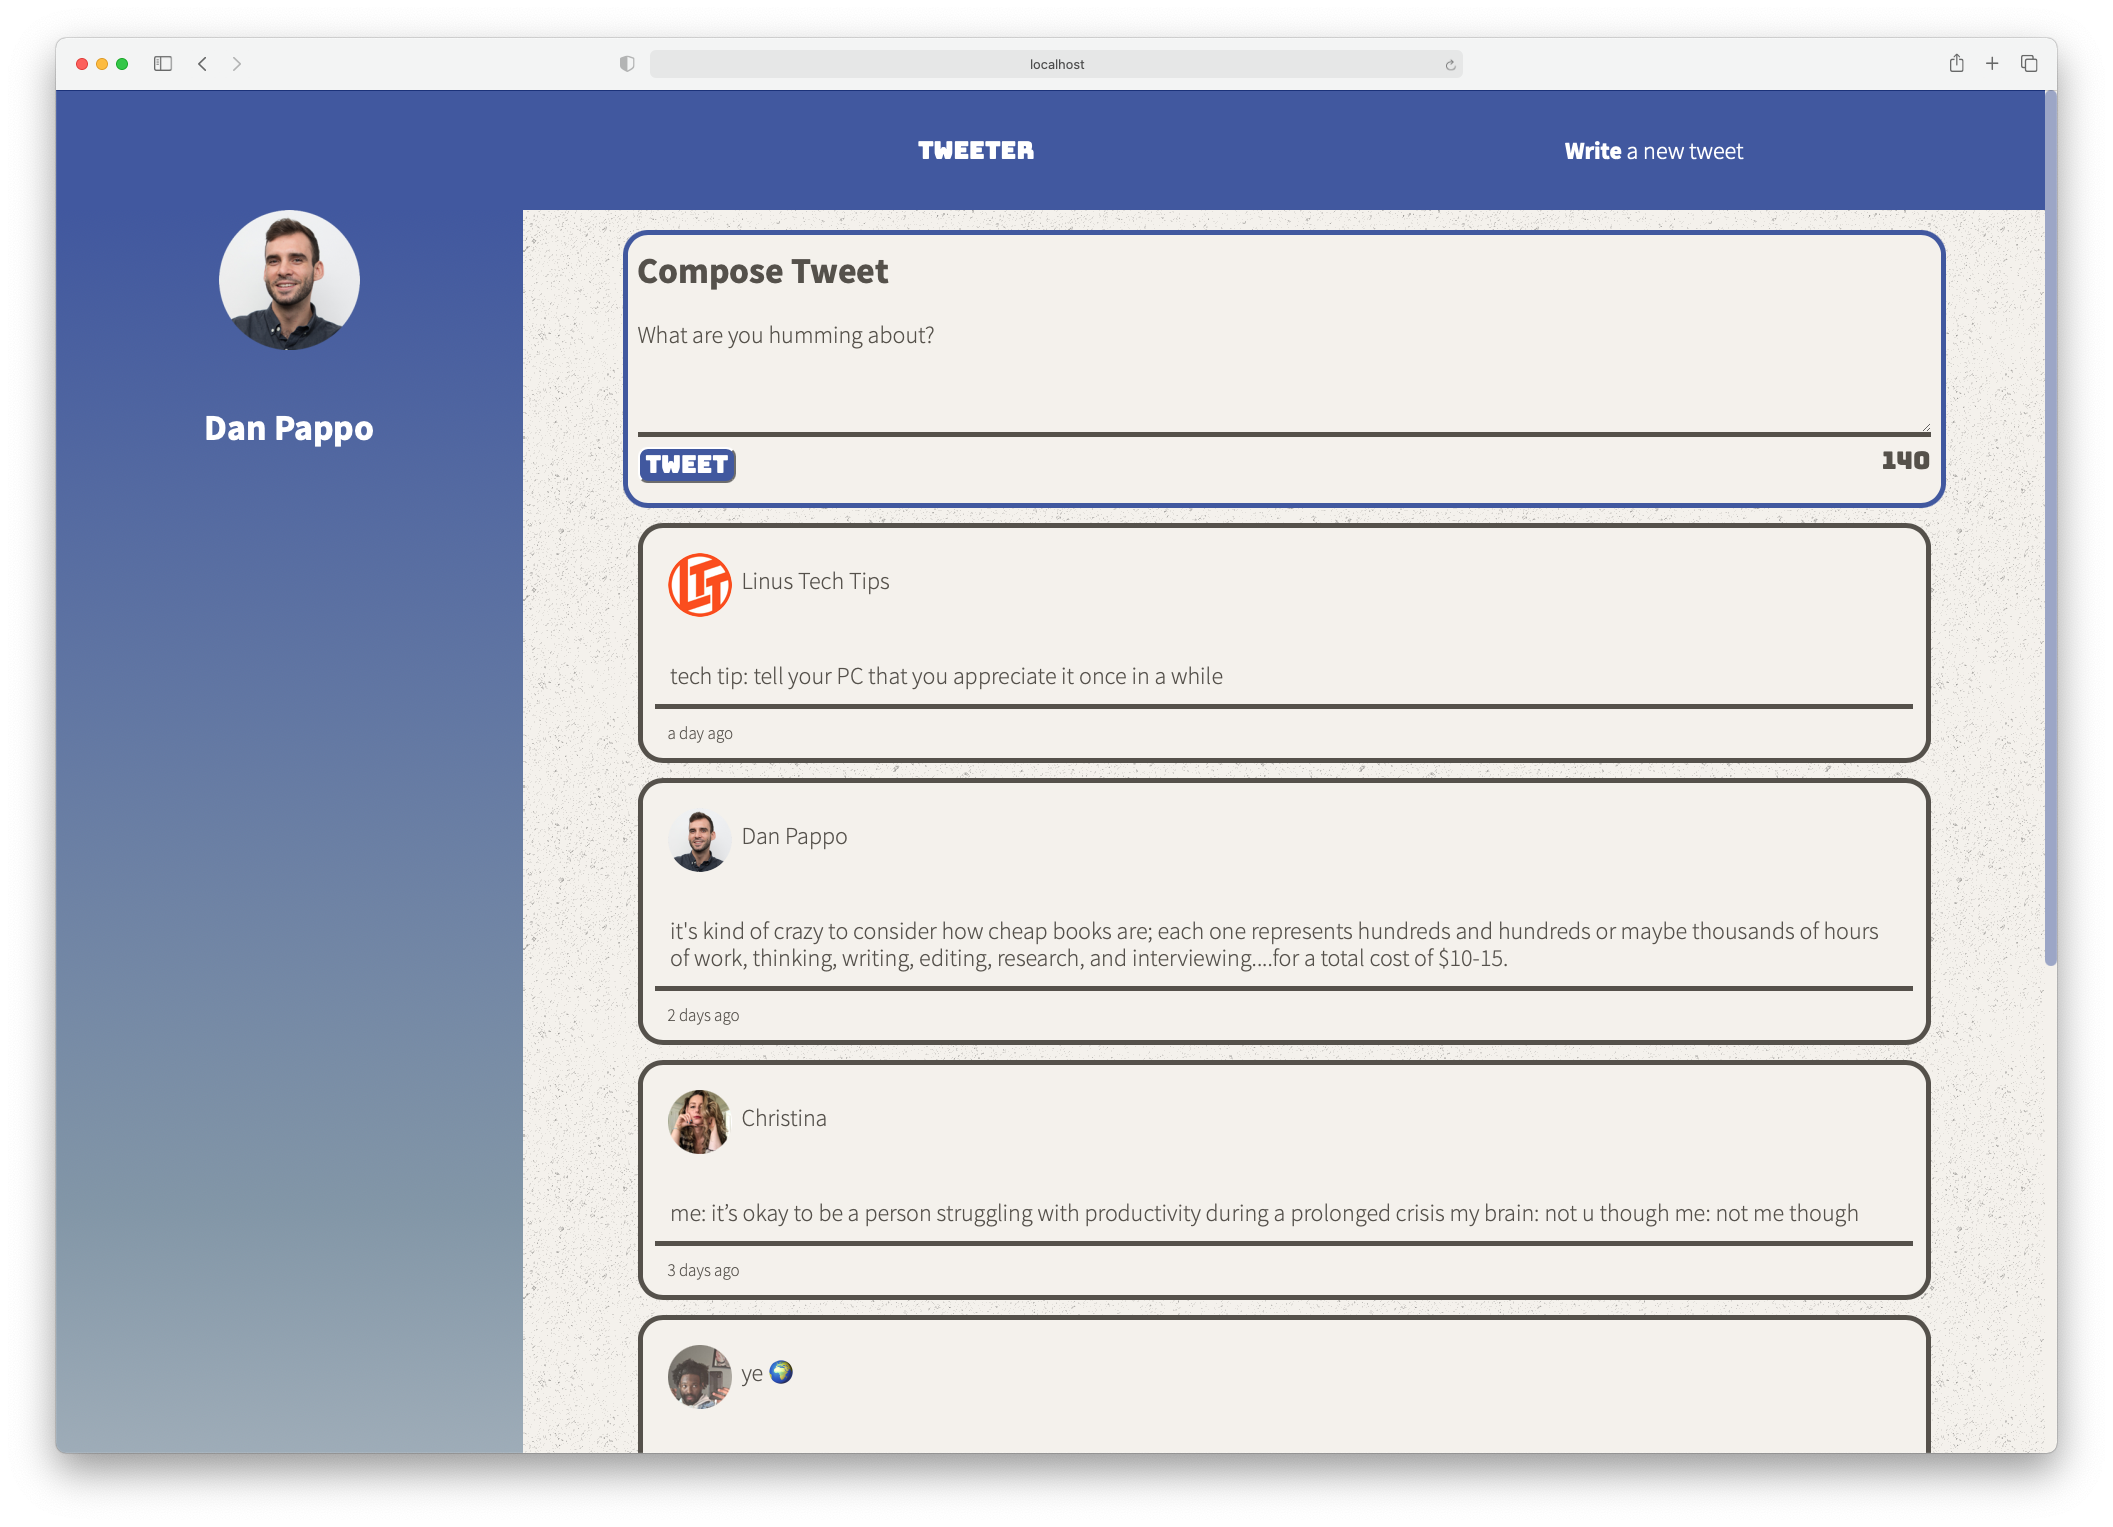 localhost
TWEETER
Write a new tweet
Dan Pappo
Compose Tweet
What are you humming about?
TWEET
140
LTT
Linus Tech Tips
tech tip: tell your PC that you appreciate it once in a while
a day ago
Dan Pappo
it's kind of crazy to consider how cheap books are; each one represents hundreds and hundreds or maybe thousands of hours
of work, thinking, writing, editing, research, and interviewing....for a total cost of $10-15.
2 days ago
Christina
me: it’s okay to be a person struggling with productivity during a prolonged crisis my brain: not u though me: not me though
3 days ago
ye 🌍